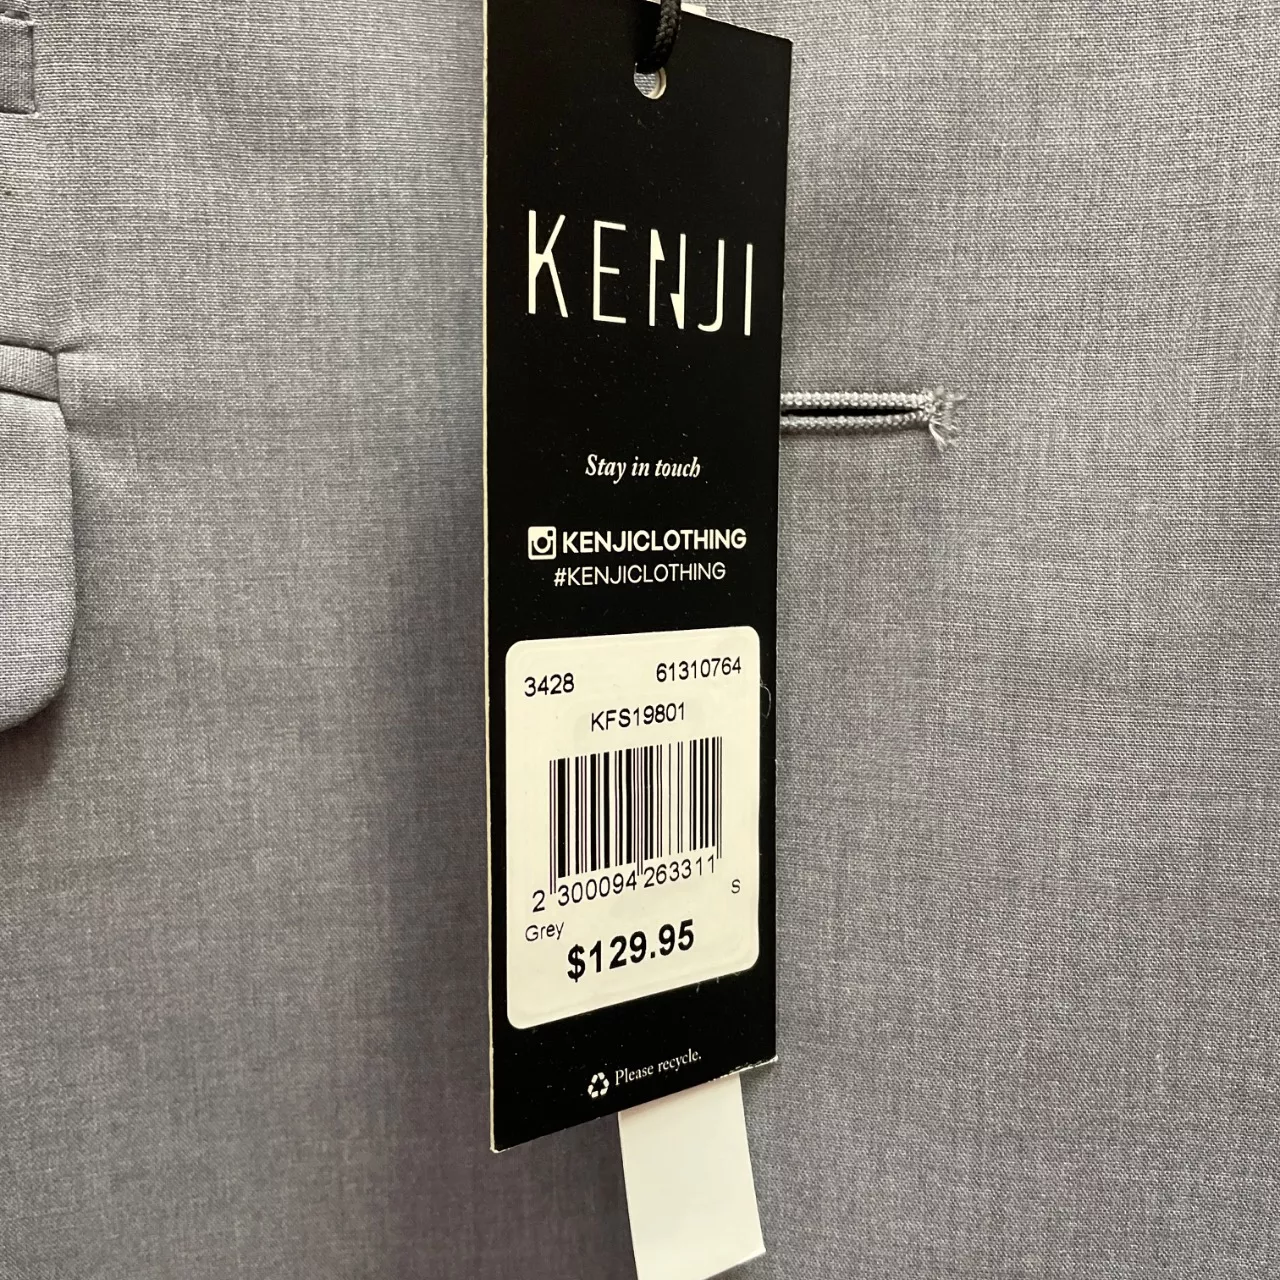 KENJI
Stay in touch
KENJICLOTHING
#KENJICLOTHING
3428 61310764
KFS19801
2 300094 263311
S
Grey
$129.95
Please recycle.